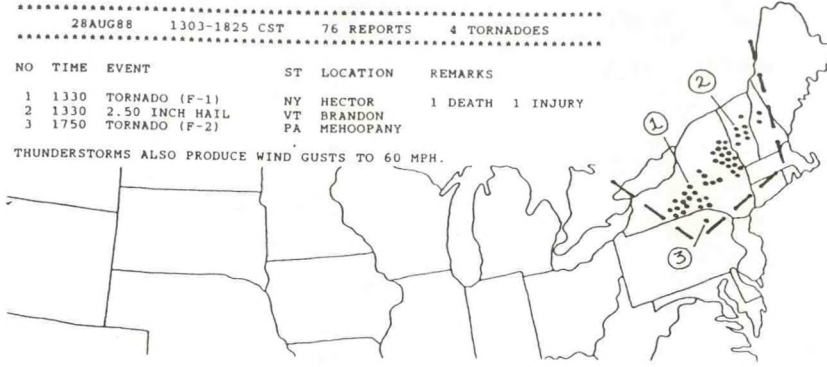 28AUG88 1303-1825 CST 76 REPORTS 4 TORNADOES
NO TIME EVENT ST LOCATION REMARKS
1 1330 TORNADO (F-1) NY HECTOR 1 DEATH 1 INJURY
2 1330 2.50 INCH HAIL VT BRANDON
3 1750 TORNADO (F-2) PA MEHOOPANY
THUNDERSTORMS ALSO PRODUCE WIND GUSTS TO 60 MPH.
2
1
3